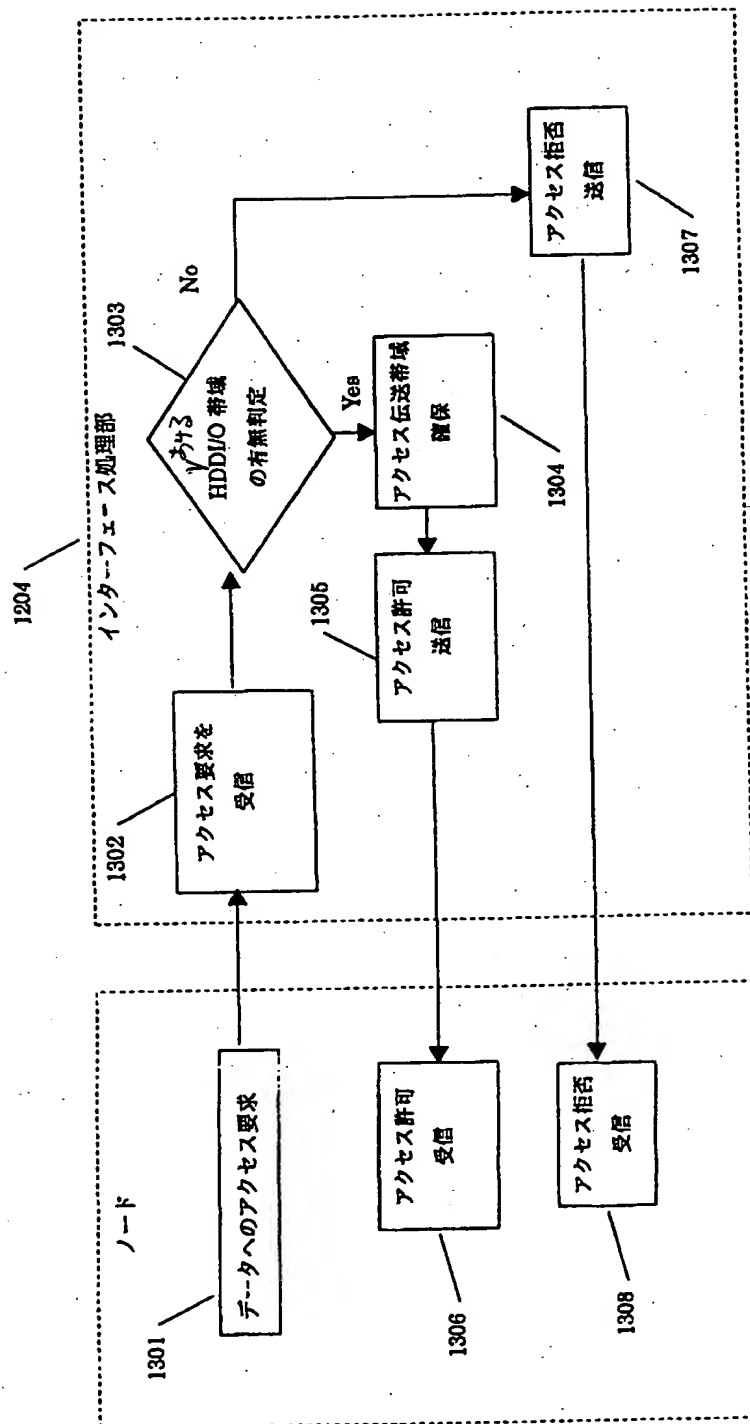 1204
インターフェース処理部
1303
おける
HDDI/O 帯域
の有無判定
No
Yes
1302
アクセス要求を
受信
アクセス伝送帯域
確保
1304
1305
アクセス許可
送信
アクセス拒否
送信
1307
ノード
1301
データへのアクセス要求
アクセス許可
受信
1306
アクセス拒否
受信
1308